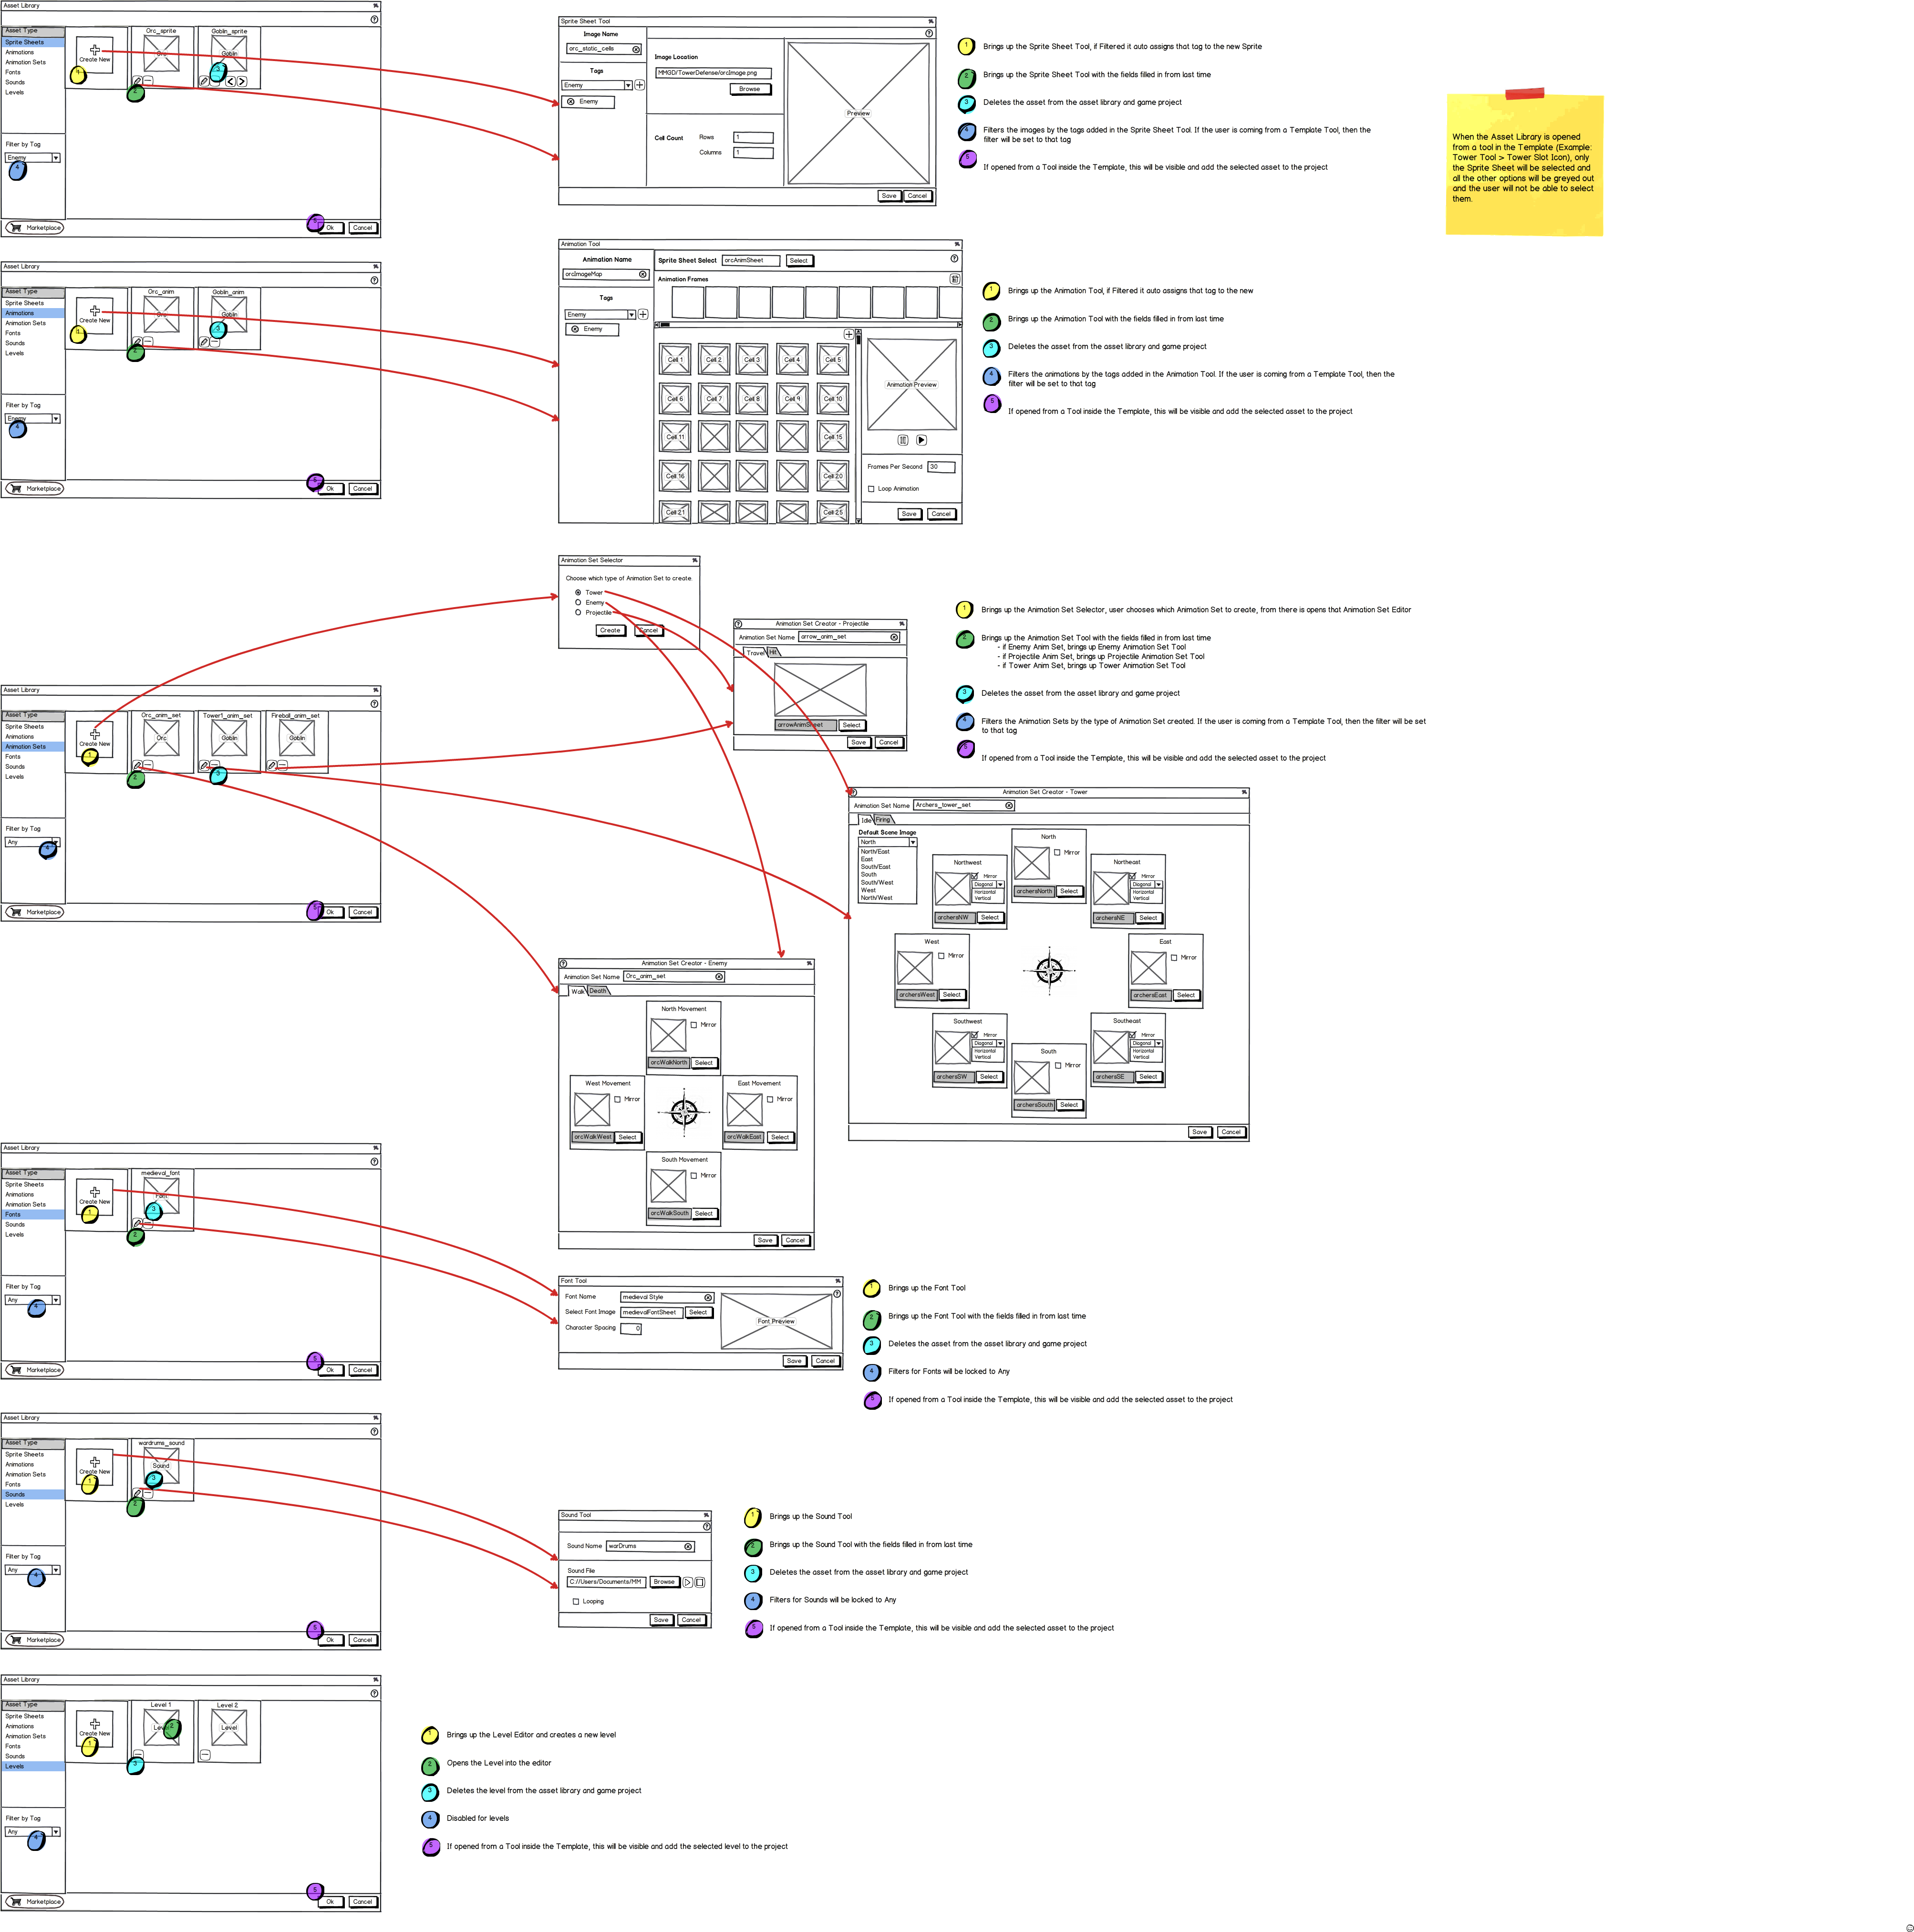 Asset Library
Asset Type
Sprite Sheets
Animations
Animation Sets
Fonts
Sounds
Levels
Filter by Tag
Enemy
4
Marketplace
Create New
1
Orc_sprite
Orc
2
Goblin_sprite
Goblin
3
5
Ok
Cancel
Sprite Sheet Tool
Image Name
orc_static_cells
Tags
Enemy
Enemy
Image Location
MMGD/TowerDefense/orcImage.png
Browse
Cell Count
Rows
1
Columns
1
Preview
Save
Cancel
1 Brings up the Sprite Sheet Tool, if Filtered it auto assigns that tag to the new Sprite
2 Brings up the Sprite Sheet Tool with the fields filled in from last time
3 Deletes the asset from the asset library and game project
4 Filters the images by the tags added in the Sprite Sheet Tool. If the user is coming from a Template Tool, then the
filter will be set to that tag
5 If opened from a Tool inside the Template, this will be visible and add the selected asset to the project
When the Asset Library is opened
from a tool in the Template (Example:
Tower Tool > Tower Slot Icon), only
the Sprite Sheet will be selected and
all the other options will be greyed out
and the user will not be able to select
them.
Asset Library
Asset Type
Sprite Sheets
Animations
Animation Sets
Fonts
Sounds
Levels
Filter by Tag
Enemy
4
Marketplace
Create New
1
Orc_anim
Orc
2
Goblin_anim
Goblin
3
5
Ok
Cancel
Animation Tool
Animation Name
orcImageMap
Tags
Enemy
Enemy
Sprite Sheet Select
orcAnimSheet
Select
Animation Frames
Cell 1
Cell 2
Cell 3
Cell 4
Cell 5
Cell 6
Cell 7
Cell 8
Cell 9
Cell 10
Cell 11
Cell 15
Cell 16
Cell 20
Cell 21
Cell 25
Animation Preview
Frames Per Second
30
Loop Animation
Save
Cancel
1 Brings up the Animation Tool, if Filtered it auto assigns that tag to the new
2 Brings up the Animation Tool with the fields filled in from last time
3 Deletes the asset from the asset library and game project
4 Filters the animations by the tags added in the Animation Tool. If the user is coming from a Template Tool, then the
filter will be set to that tag
5 If opened from a Tool inside the Template, this will be visible and add the selected asset to the project
Animation Set Selector
Choose which type of Animation Set to create.
Tower
Enemy
Projectile
Create
Cancel
Animation Set Creator - Projectile
Animation Set Name
arrow_anim_set
Travel
Hit
arrowAnimSheet
Select
Save
Cancel
1 Brings up the Animation Set Selector, user chooses which Animation Set to create, from there is opens that Animation Set Editor
2 Brings up the Animation Set Tool with the fields filled in from last time
- if Enemy Anim Set, brings up Enemy Animation Set Tool
- if Projectile Anim Set, brings up Projectile Animation Set Tool
- if Tower Anim Set, brings up Tower Animation Set Tool
3 Deletes the asset from the asset library and game project
4 Filters the Animation Sets by the type of Animation Set created. If the user is coming from a Template Tool, then the filter will be set
to that tag
5 If opened from a Tool inside the Template, this will be visible and add the selected asset to the project
Asset Library
Asset Type
Sprite Sheets
Animations
Animation Sets
Fonts
Sounds
Levels
Filter by Tag
Any
4
Marketplace
Create New
1
Orc_anim_set
Orc
2
Tower1_anim_set
Goblin
3
Fireball_anim_set
Goblin
5
Ok
Cancel
Animation Set Creator - Tower
Animation Set Name
Archers_tower_set
Idle
Firing
Default Scene Image
North
North/East
East
South/East
South
South/West
West
North/West
North
Mirror
archersNorth
Select
Northwest
Mirror
Diagonal
Horizontal
Vertical
archersNW
Select
Northeast
Mirror
Diagonal
Horizontal
Vertical
archersNE
Select
West
Mirror
archersWest
Select
East
Mirror
archersEast
Select
Southwest
Mirror
Diagonal
Horizontal
Vertical
archersSW
Select
Southeast
Mirror
Diagonal
Horizontal
Vertical
archersSE
Select
South
Mirror
archersSouth
Select
Save
Cancel
Animation Set Creator - Enemy
Animation Set Name
Orc_anim_set
Walk
Death
North Movement
Mirror
orcWalkNorth
Select
West Movement
Mirror
orcWalkWest
Select
East Movement
Mirror
orcWalkEast
Select
South Movement
Mirror
orcWalkSouth
Select
Save
Cancel
Asset Library
Asset Type
Sprite Sheets
Animations
Animation Sets
Fonts
Sounds
Levels
Filter by Tag
Any
4
Marketplace
Create New
1
medieval_font
Font
3
2
5
Ok
Cancel
Font Tool
Font Name
medieval Style
Select Font Image
medievalFontSheet
Select
Character Spacing
0
Font Preview
Save
Cancel
1 Brings up the Font Tool
2 Brings up the Font Tool with the fields filled in from last time
3 Deletes the asset from the asset library and game project
4 Filters for Fonts will be locked to Any
5 If opened from a Tool inside the Template, this will be visible and add the selected asset to the project
Asset Library
Asset Type
Sprite Sheets
Animations
Animation Sets
Fonts
Sounds
Levels
Filter by Tag
Any
4
Marketplace
Create New
1
wardrums_sound
Sound
3
2
5
Ok
Cancel
Sound Tool
Sound Name
warDrums
Sound File
C://Users/Documents/MM
Browse
Looping
Save
Cancel
1 Brings up the Sound Tool
2 Brings up the Sound Tool with the fields filled in from last time
3 Deletes the asset from the asset library and game project
4 Filters for Sounds will be locked to Any
5 If opened from a Tool inside the Template, this will be visible and add the selected asset to the project
Asset Library
Asset Type
Sprite Sheets
Animations
Animation Sets
Fonts
Sounds
Levels
Filter by Tag
Any
4
Marketplace
Create New
1
Level 1
Level
2
3
Level 2
Level
5
Ok
Cancel
1 Brings up the Level Editor and creates a new level
2 Opens the Level into the editor
3 Deletes the level from the asset library and game project
4 Disabled for levels
5 If opened from a Tool inside the Template, this will be visible and add the selected level to the project